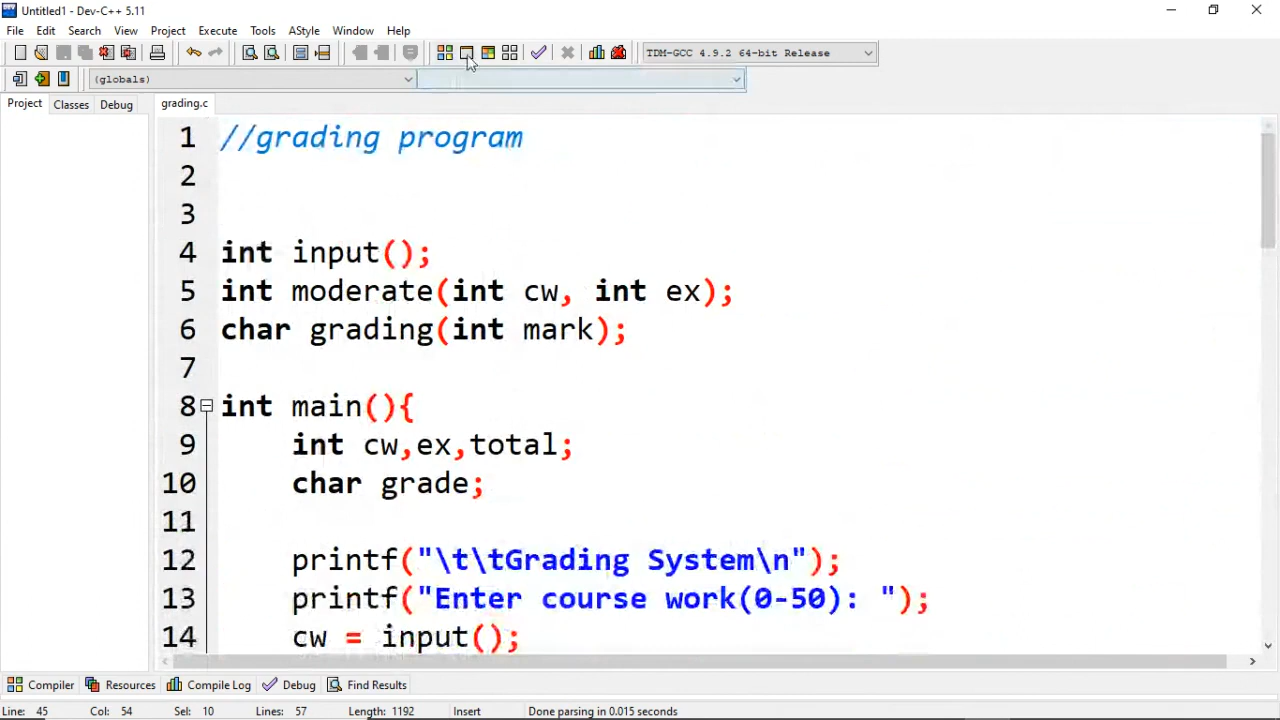 Untitled1 - Dev-C++ 5.11
File Edit Search View Project Execute Tools AStyle Window Help
TDM-GCC 4.9.2 64-bit Release
(globals)
Project Classes Debug grading.c
1 //grading program
2
3
4 int input();
5 int moderate(int cw, int ex);
6 char grading(int mark);
7
8 int main(){
9 int cw,ex,total;
10 char grade;
11
12 printf("\t\tGrading System\n");
13 printf("Enter course work(0-50): ");
14 cw = input();
Compiler Resources Compile Log Debug Find Results
Line: 45 Col: 54 Sel: 10 Lines: 57 Length: 1192 Insert Done parsing in 0.015 seconds